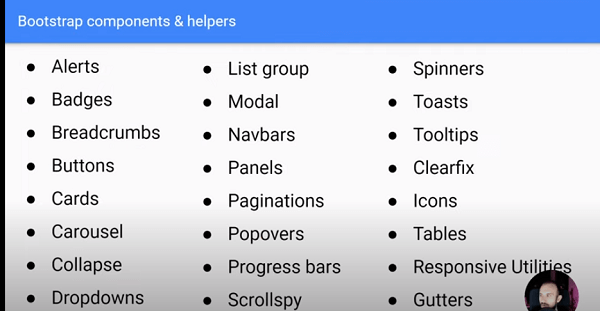 Bootstrap components & helpers
● Alerts
● Badges
● Breadcrumbs
● Buttons
● Cards
● Carousel
● Collapse
● Dropdowns
● List group
● Modal
● Navbars
● Panels
● Paginations
● Popovers
● Progress bars
● Scrollspy
● Spinners
● Toasts
● Tooltips
● Clearfix
● Icons
● Tables
● Responsive Utilities
● Gutters